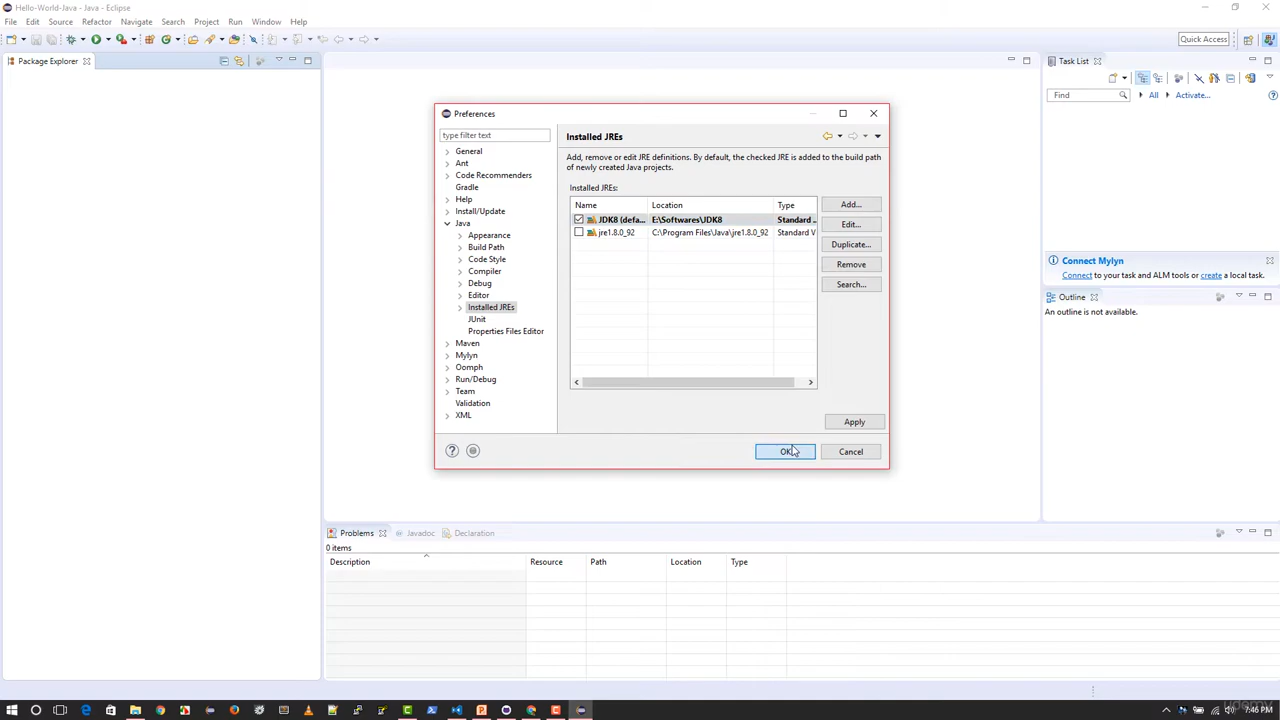 Hello-World-Java - Eclipse
File Edit Source Refactor Navigate Search Project Run Window Help
Quick Access
Package Explorer
Task List
Find All Activate...
Connect Mylyn
Connect to your task and ALM tools or create a local task.
Outline
An outline is not available.
Preferences
type filter text
General
Ant
Code Recommenders
Gradle
Help
Install/Update
Java
Appearance
Build Path
Code Style
Compiler
Debug
Editor
Installed JREs
JUnit
Properties Files Editor
Maven
Mylyn
Oomph
Run/Debug
Team
Validation
XML
Installed JREs
Add, remove or edit JRE definitions. By default, the checked JRE is added to the build path
of newly created Java projects.
Installed JREs:
Name Location Type
JDK8 (defa... E:\Softwares\JDK8 Standard ..
jre1.8.0_92 C:\Program Files\Java\jre1.8.0_92 Standard V
Add...
Edit...
Duplicate...
Remove
Search...
Apply
OK Cancel
Problems Javadoc Declaration
0 items
Description Resource Path Location Type
7:46 PM
udemy